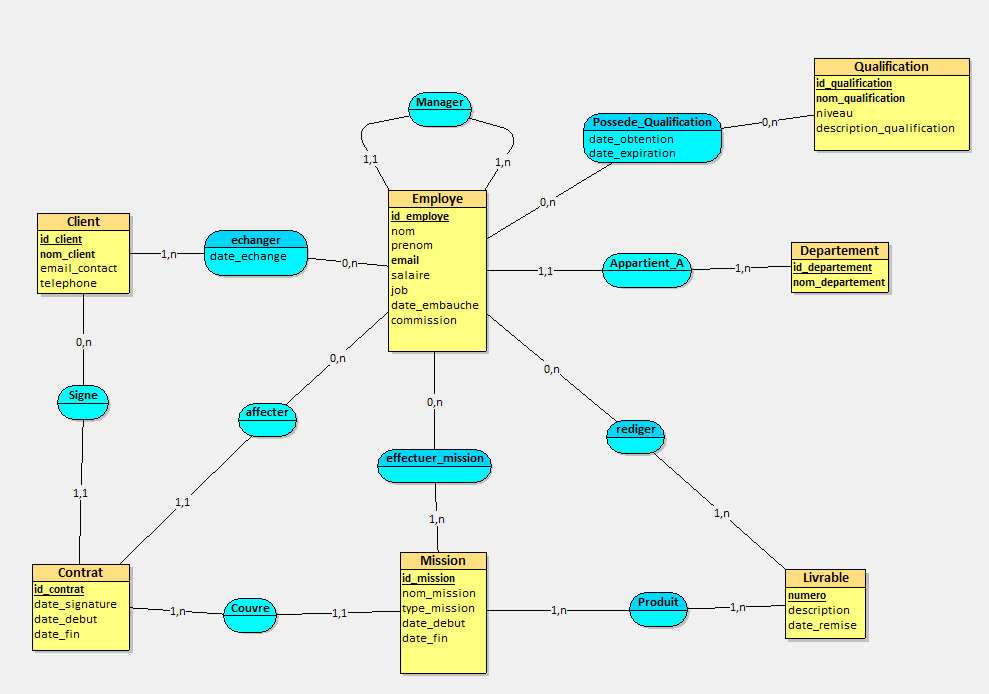 Qualification
id_qualification
nom_qualification
niveau
description_qualification
Manager
Possede_Qualification
date_obtention
date_expiration
0,n
1,1
1,n
0,n
Employe
id_employe
nom
prenom
email
salaire
job
date_embauche
commission
Client
id_client
nom_client
email_contact
telephone
1,n
echanger
date_echange
0,n
1,1
Appartient_A
1,n
Departement
id_departement
nom_departement
0,n
0,n
0,n
0,n
Signe
affecter
rediger
effectuer_mission
1,1
1,1
1,n
1,n
Contrat
id_contrat
date_signature
date_debut
date_fin
1,n
Couvre
1,1
Mission
id_mission
nom_mission
type_mission
date_debut
date_fin
1,n
Produit
1,n
Livrable
numero
description
date_remise